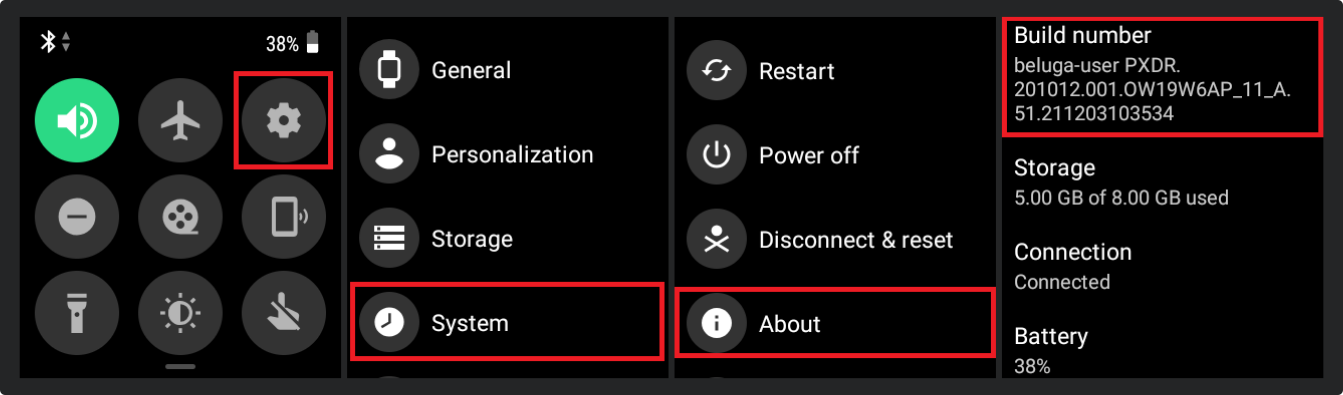 38%
General
Personalization
Storage
System
Restart
Power off
Disconnect & reset
About
Build number
beluga-user PXDR.
201012.001.OW19W6AP_11_A.
51.211203103534
Storage
5.00 GB of 8.00 GB used
Connection
Connected
Battery
38%